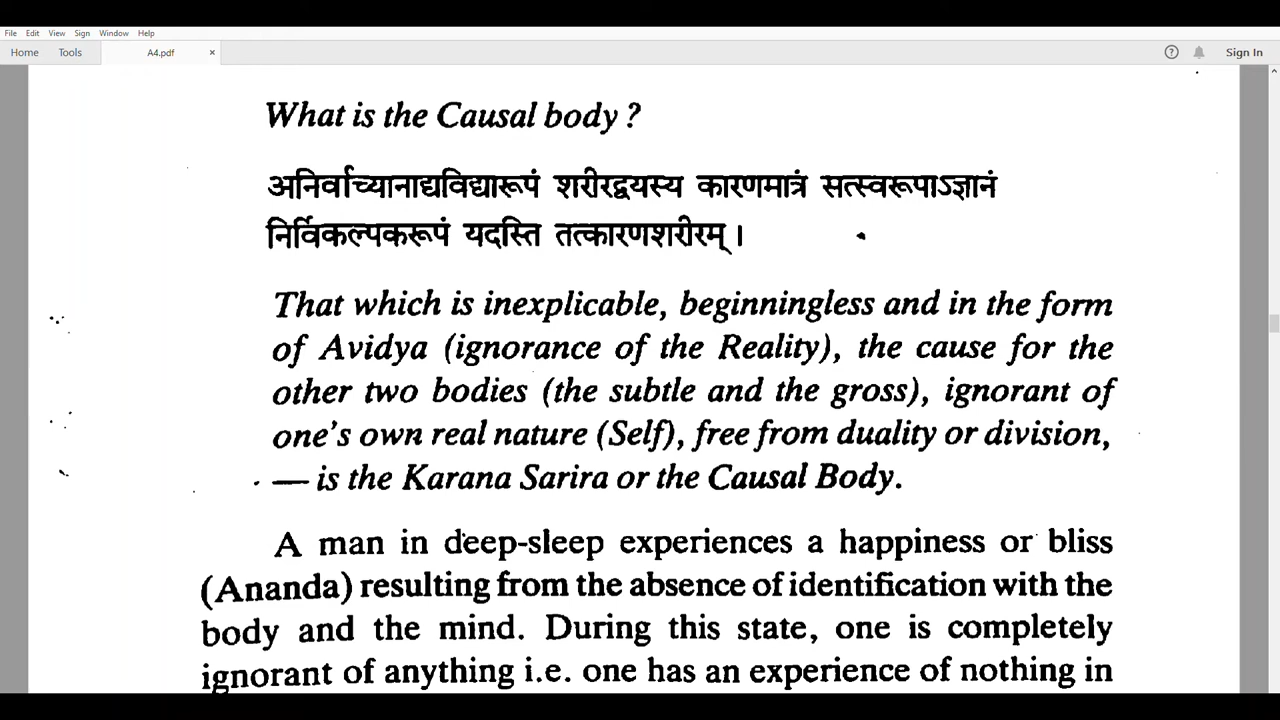 File Edit View Sign Window Help
Home Tools A4.pdf × ? Sign In
What is the Causal body ?
अनिर्वाच्यानाद्यविद्यारूपं शरीरद्वयस्य कारणमात्रं सत्स्वरूपाऽज्ञानं
निर्विकल्पकरूपं यदस्ति तत्कारणशरीरम् ।
That which is inexplicable, beginningless and in the form
of Avidya (ignorance of the Reality), the cause for the
other two bodies (the subtle and the gross), ignorant of
one's own real nature (Self), free from duality or division,
— is the Karana Sarira or the Causal Body.
A man in deep-sleep experiences a happiness or bliss
(Ananda) resulting from the absence of identification with the
body and the mind. During this state, one is completely
ignorant of anything i.e. one has an experience of nothing in